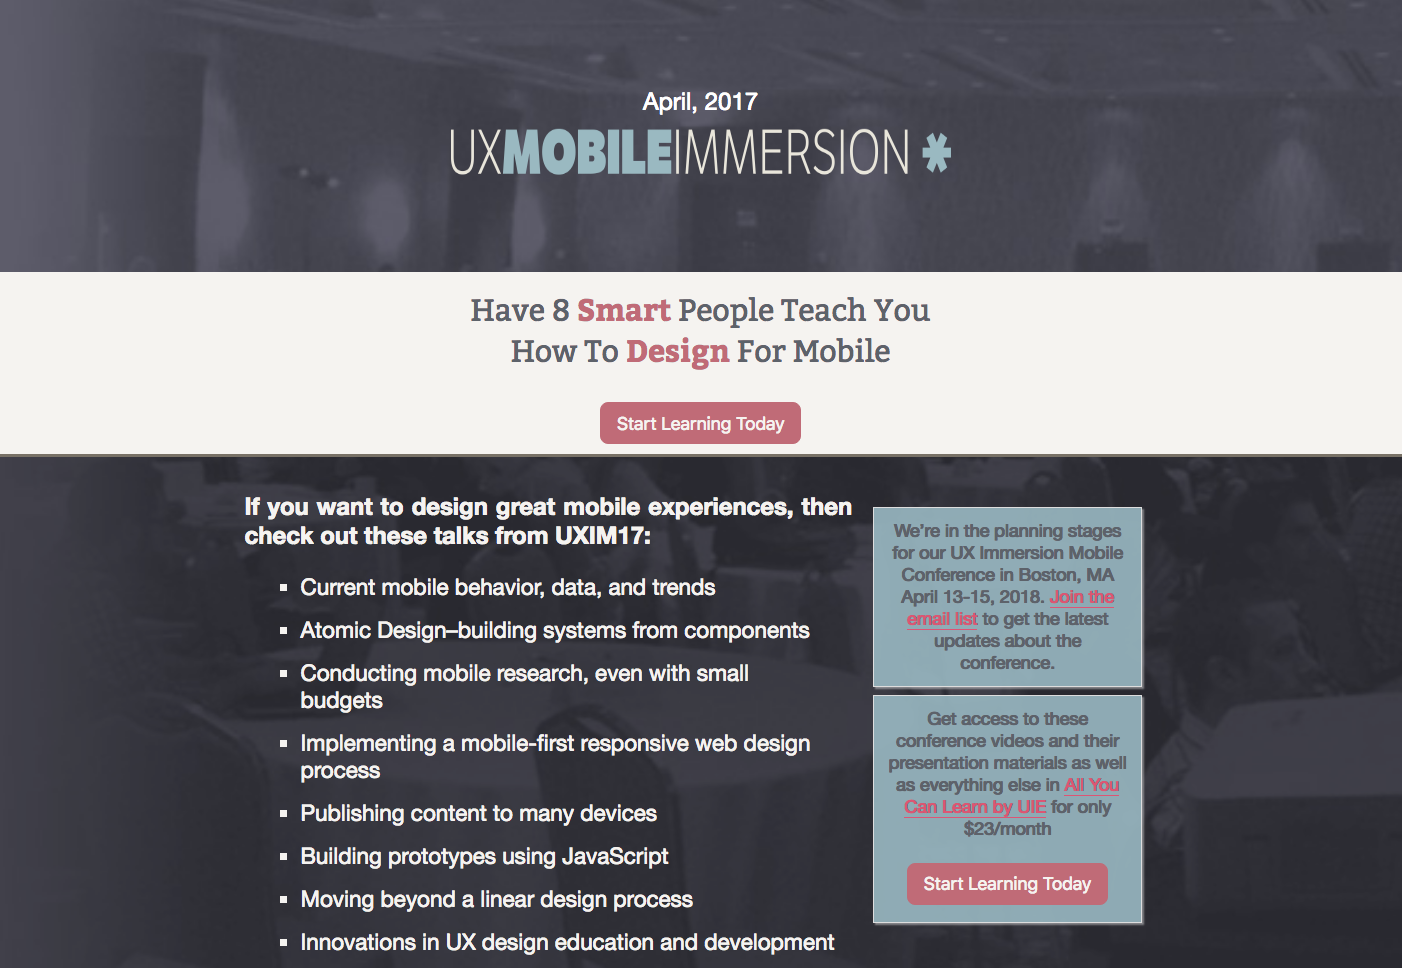 April, 2017
UXMOBILEIMMERSION *
Have 8 Smart People Teach You
How To Design For Mobile
Start Learning Today
If you want to design great mobile experiences, then
check out these talks from UXIM17:
Current mobile behavior, data, and trends
Atomic Design–building systems from components
Conducting mobile research, even with small
budgets
Implementing a mobile-first responsive web design
process
Publishing content to many devices
Building prototypes using JavaScript
Moving beyond a linear design process
Innovations in UX design education and development
We’re in the planning stages
for our UX Immersion Mobile
Conference in Boston, MA
April 13-15, 2018. Join the
email list to get the latest
updates about the
conference.
Get access to these
conference videos and their
presentation materials as well
as everything else in All You
Can Learn by UIE for only
$23/month
Start Learning Today